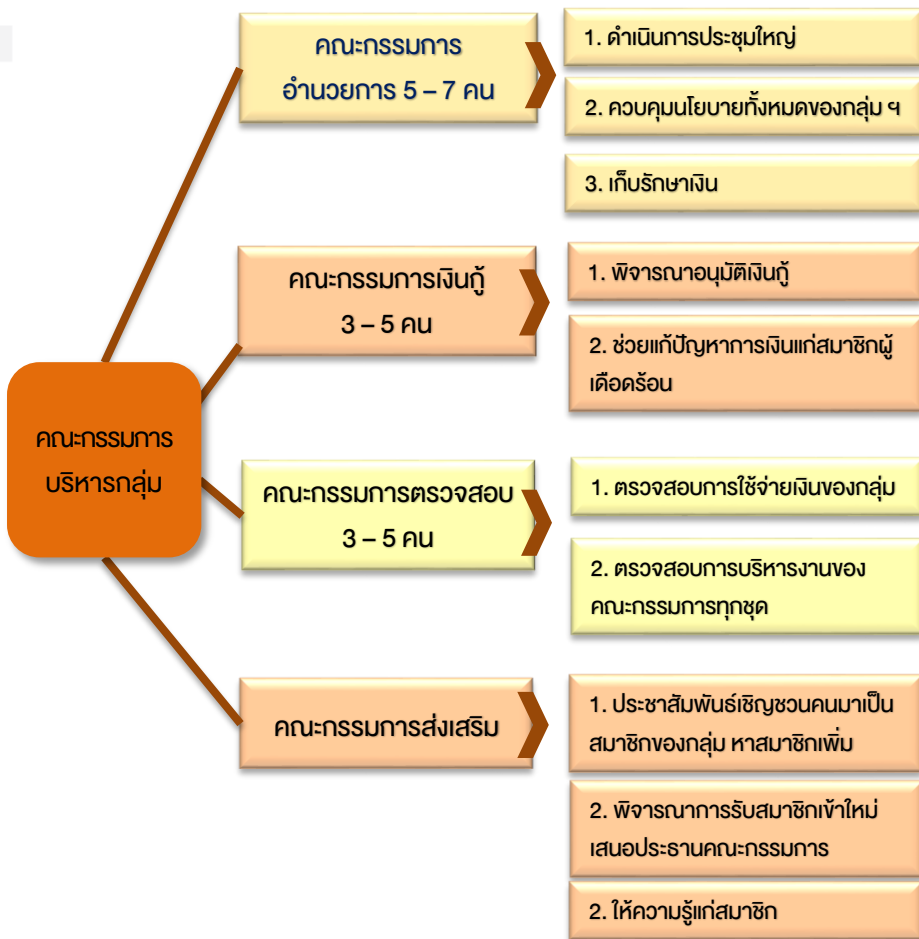 คณะกรรมการ
บริหารกลุ่ม
คณะกรรมการ
อำนวยการ 5 – 7 คน
1. ดำเนินการประชุมใหญ่
2. ควบคุมนโยบายทั้งหมดของกลุ่ม ฯ
3. เก็บรักษาเงิน
คณะกรรมการเงินกู้
3 – 5 คน
1. พิจารณาอนุมัติเงินกู้
2. ช่วยแก้ปัญหาการเงินแก่สมาชิกผู้
เดือดร้อน
คณะกรรมการตรวจสอบ
3 – 5 คน
1. ตรวจสอบการใช้จ่ายเงินของกลุ่ม
2. ตรวจสอบการบริหารงานของ
คณะกรรมการทุกชุด
คณะกรรมการส่งเสริม
1. ประชาสัมพันธ์เชิญชวนคนมาเป็น
สมาชิกของกลุ่ม หาสมาชิกเพิ่ม
2. พิจารณาการรับสมาชิกเข้าใหม่
เสนอประธานคณะกรรมการ
2. ให้ความรู้แก่สมาชิก